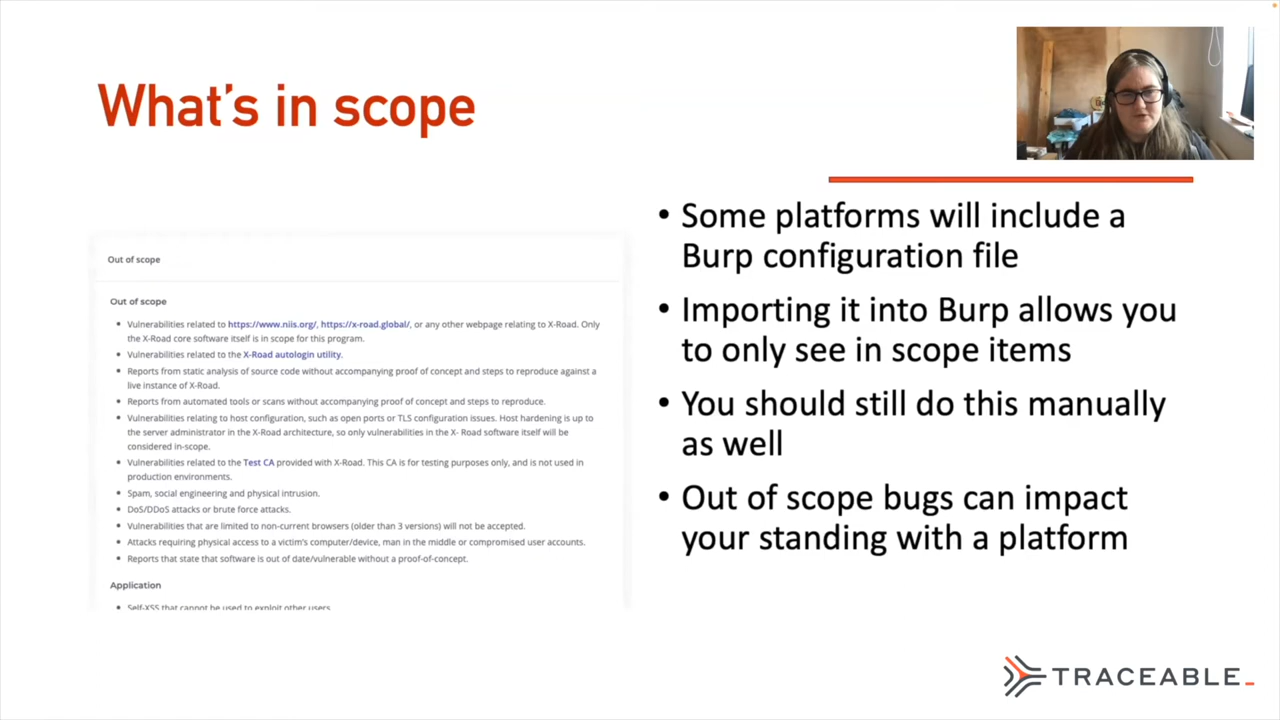 What's in scope
Out of scope
Out of scope
Vulnerabilities related to https://www.niis.org/, https://x-road.global/, or any other webpage relating to X-Road. Only
the X-Road core software itself is in scope for this program.
Vulnerabilities related to the X-Road autologin utility.
Reports from static analysis of source code without accompanying proof of concept and steps to reproduce against a
live instance of X-Road.
Reports from automated tools or scans without accompanying proof of concept and steps to reproduce.
Vulnerabilities relating to host configuration, such as open ports or TLS configuration issues. Host hardening is up to
the server administrator in the X-Road architecture, so only vulnerabilities in the X- Road software itself will be
considered in-scope.
Vulnerabilities related to the Test CA provided with X-Road. This CA is for testing purposes only, and is not used in
production environments.
Spam, social engineering and physical intrusion.
DoS/DDoS attacks or brute force attacks.
Vulnerabilities that are limited to non-current browsers (older than 3 versions) will not be accepted.
Attacks requiring physical access to a victim's computer/device, man in the middle or compromised user accounts.
Reports that state that software is out of date/vulnerable without a proof-of-concept.
Application
Self-XSS that cannot be used to exploit other users
• Some platforms will include a
Burp configuration file
• Importing it into Burp allows you
to only see in scope items
• You should still do this manually
as well
• Out of scope bugs can impact
your standing with a platform
TRACEABLE